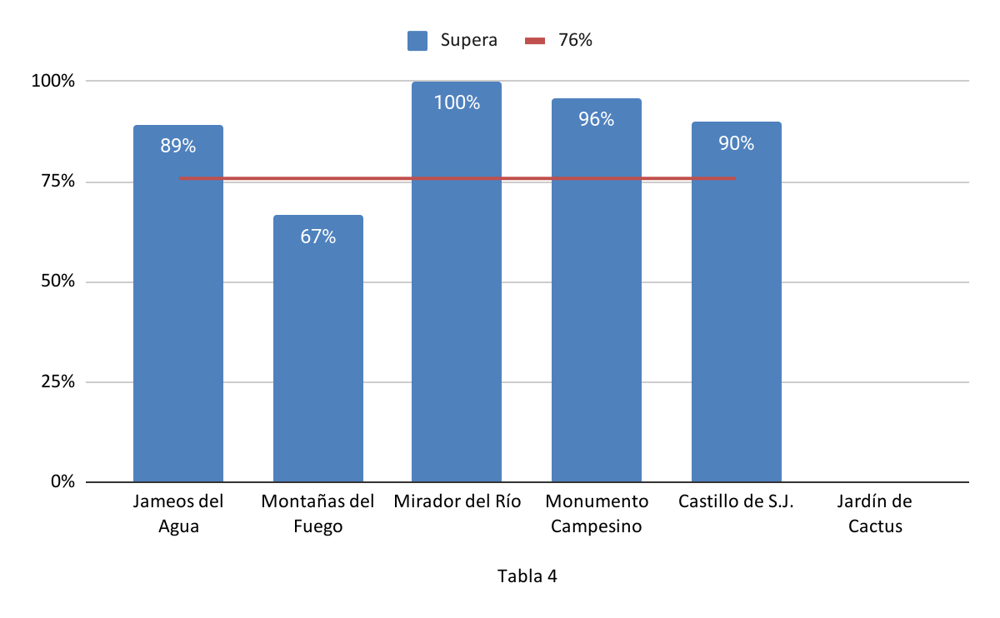 Supera 76%
100%
75%
50%
25%
0%
89%
67%
100%
96%
90%
Jameos del
Agua
Montañas del
Fuego
Mirador del Río
Monumento
Campesino
Castillo de S.J.
Jardín de
Cactus
Tabla 4